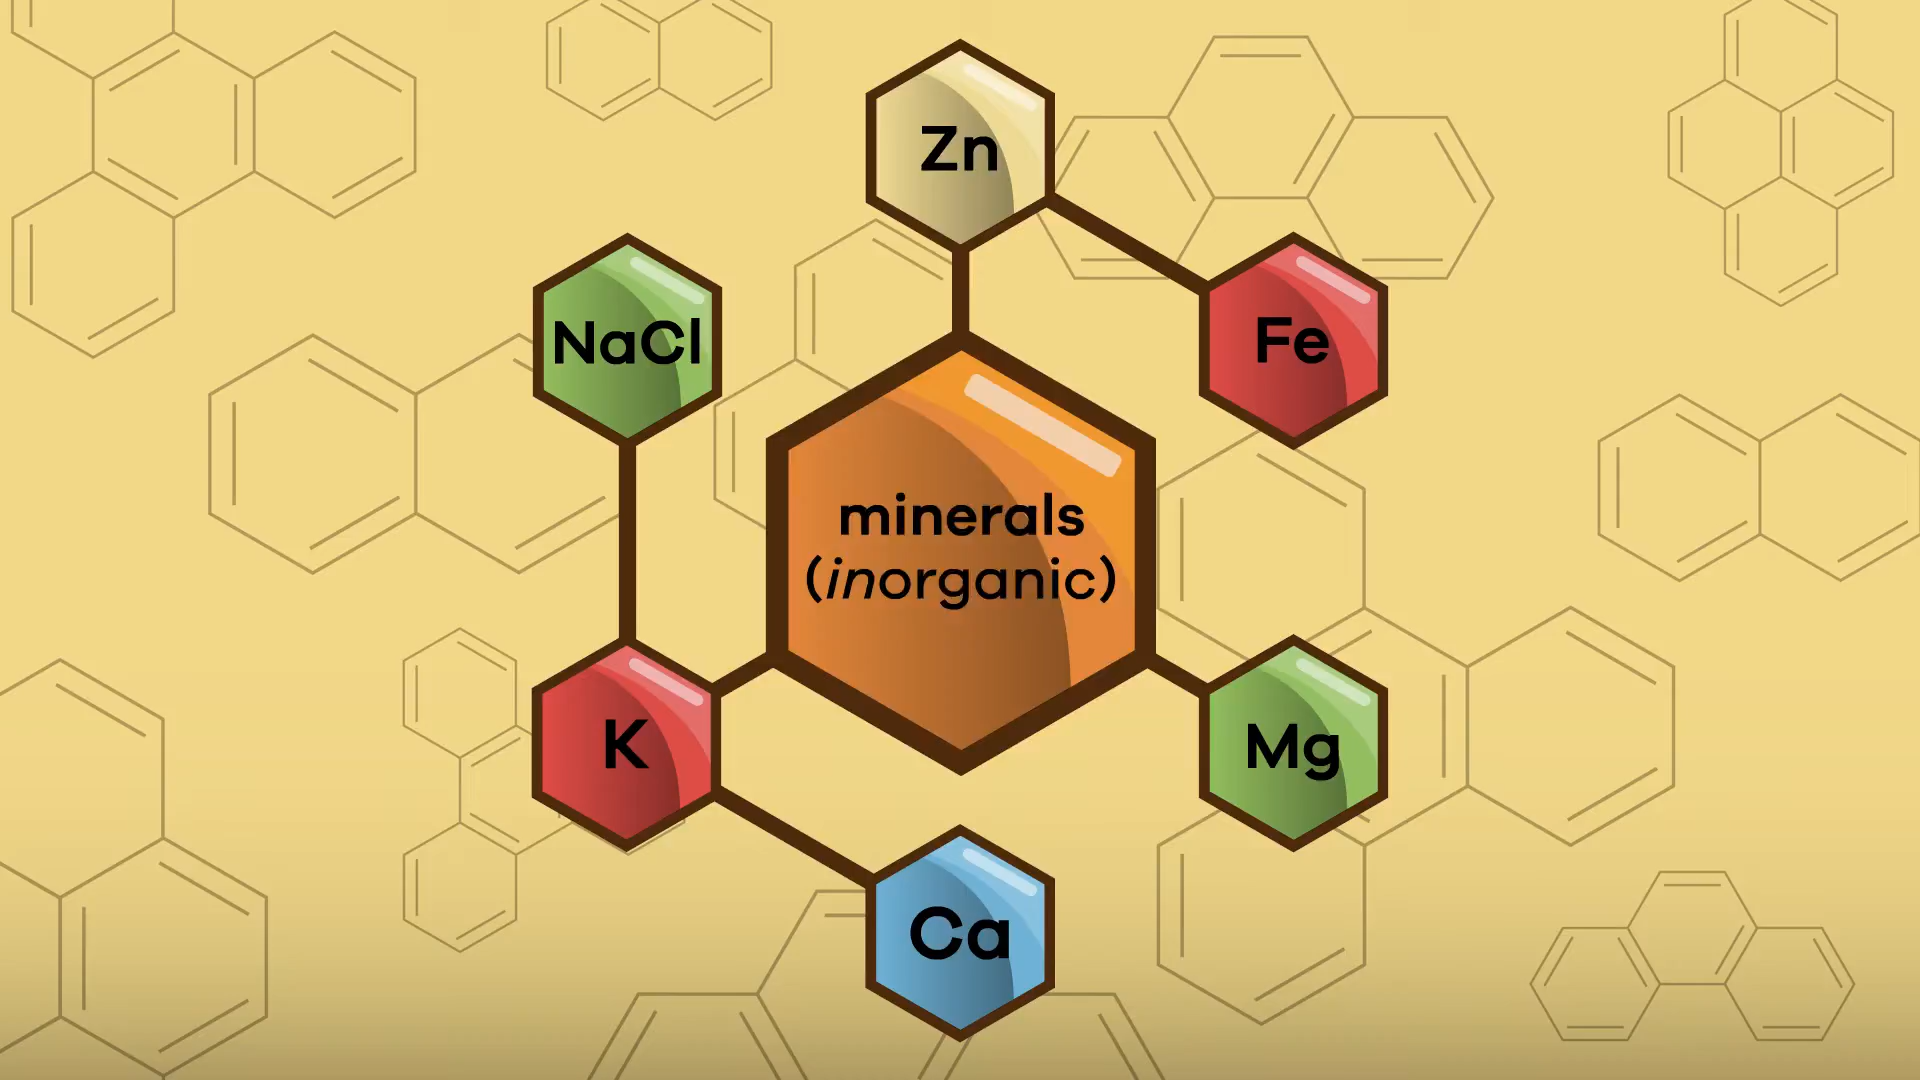 Zn
NaCl
Fe
minerals
(inorganic)
K
Mg
Ca